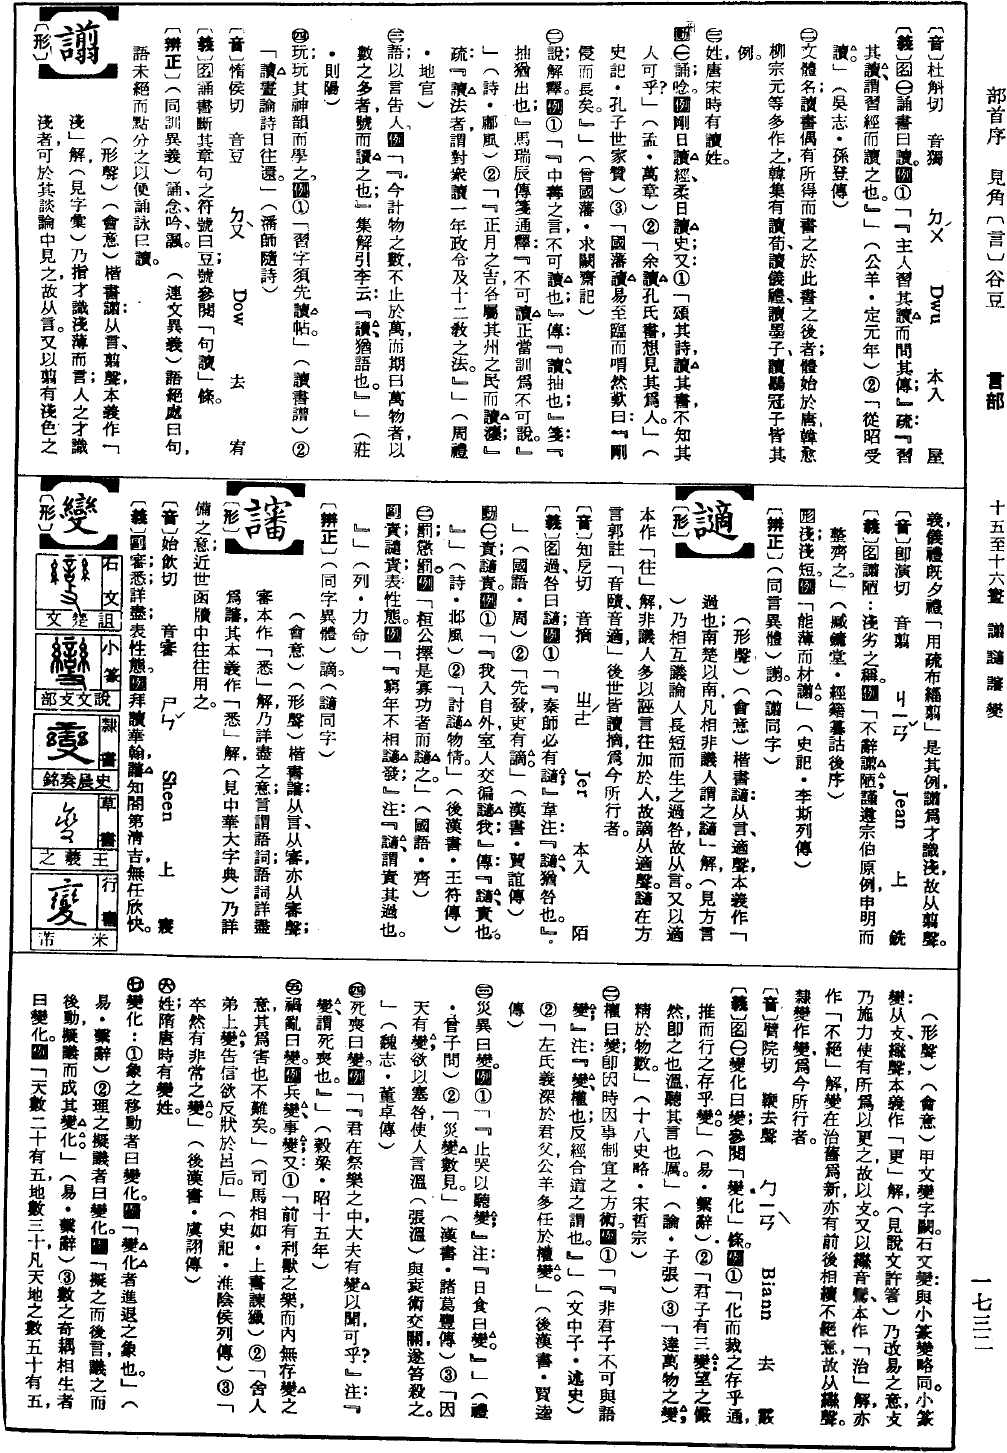 部首序　見角〔言〕谷豆　言部　十五至十六畫　讀譾讁讅變　一七三二
〔音〕杜斛切　音獨　ㄉㄨˊ　Dwu　本入　屋
〔義〕㊀誦書曰讀。例①「『主人習其讀而問其傳』疏『習
其讀謂習經而讀之也。』」（公羊・定元年）②「從昭受
讀。」（吳志・孫登傳）
㊁文體名；讀書偶有所得而書之於此書之後者；體始於唐韓愈
柳宗元等多作之，韓集有讀荀、讀儀禮、讀墨子、讀鶡冠子皆其
例。
㊂姓，唐宋時有讀姓。
動㊀誦唸。例剛日讀經，柔日讀史。又①「頌其詩，讀其書，不知其
人可乎？」（孟・萬章）②「余讀孔氏書，想見其爲人。」（
史記・孔子世家贊）③「國藩讀易至臨而喟然歎曰：『剛
侵而長矣。』」（曾國藩・求闕齋記）
㊁說解釋。例①「『中冓之言，不可讀也』傳『讀，抽也。』箋：『
抽猶出也』馬瑞辰傳箋通釋：『不可讀正當訓爲不可說。』
」（詩・鄘風）②「『正月之吉，各屬其州之民而讀灋』
疏：『讀法者，謂對衆讀一年政令及十二教之法。』」（周禮
・地官）
㊂語；以言告人。例「『今計物之數不止於萬，而期曰萬物者，以
數之多者號而讀之也』集解引李云：『讀猶語也。』」（莊
・則陽）
㊃玩；玩其神韻而學之。例①「習字須先讀帖。」（讀書譜）②
「讀畫論詩日往還。」（潘師隨詩）
〔音〕惰侯切　音豆　ㄉㄡˋ　Dow　去　宥
〔義〕誦書斷其章句之符號曰豆號；參閱「句讀」條。
〔辨正〕（同訓異義）誦、念、吟、諷。（連文異義）語絕處曰句，
語未絕而點分之以便誦詠曰讀。
譾
〔形〕（形聲）（會意）楷書譾：从言，翦聲；本義作「
淺」解（見字彙），乃指才識淺薄而言；人之才識
淺者可於其談論中見之，故从言。又以翦有淺色之
義，儀禮既夕禮「用疏布緇翦」是其例；譾爲才識淺，故从翦聲。
〔音〕卽演切　音翦　ㄐㄧㄢˇ　Jean　上　銑
〔義〕譾陋：淺劣之稱。例「不辭譾陋，謹遵宗伯原例，申明而
整齊之。」（臧鏞堂・經籍纂詁後序）
形淺；淺短。例「能薄而材譾。」（史記・李斯列傳）
〔辨正〕（同言異體）謭。（譾同字）
讁
〔形〕（形聲）（會意）楷書讁：从言，適聲；本義作「
過也；南楚以南，凡相非議人謂之讁」解（見方言
）乃相互議論人長短而生之過咎，故从言。又以適
本作「往」解，非議人多以誣言往加於人，故讁从適聲。讁在方
言郭註「音賾，音適」，後世皆讀摘，爲今所行者。
〔音〕知戹切　音摘　ㄓㄜˊ　Jer　本入　陌
〔義〕過；咎曰讁。例①「『秦師必有讁』韋注：『讁猶咎也。』
」（國語・周）②「先發吏有謫。」（漢書・賈誼傳）
動㊀責；讁責。例①「『我入自外，室人交徧讁我』傳『讁，責也。
』」（詩・北風）②「討讁物情。」（後漢書・王符傳）
㊁罰；懲罰。例「桓公擇是寡功者而讁之。」（國語・齊）
副責讁；責；表性態。例「『窮年不相讁發』注：『讁謂責其過也。
』」（列・力命）
〔辨正〕（同字異體）謫。（讁同字）
讅
〔形〕（會意）（形聲）楷書讅：从言从審，亦从審聲；
審本作「悉」解，乃詳盡之意；言謂語詞，語詞詳盡
爲讅，其本義作「悉」解（見中華大字典），乃詳
備之意；近世函牘中往往用之。
〔音〕始飲切　音審　ㄕㄣˇ　Sheen　上　寢
〔義〕副審悉；詳盡；表性態。例拜讀華翰，讅知閤第清吉，無任欣快。
變
〔形〕
石文　詛楚文
小篆　說文攴部
隸書　史晨奏銘
草書　王羲之
行書　米芾
（形聲）（會意）甲文變字闕。石文變與小篆變略同。小篆
變：从攴，䜌聲；本義作「更」解（見說文許箸），乃改易之意；攴
乃施力使有所爲以更之，故以攴。又以䜌音鸞，本作「治」解，亦
作「不絕」解，變在治舊爲新，亦有前後相續不絕意，故从䜌聲。
隸變作變，爲今所行者。
〔音〕臂院切　鞭去聲　ㄅㄧㄢˋ　Biann　去　霰
〔義〕㊀變化曰變，參閱「變化」條。例①「化而裁之存乎通，
推而行之存乎變。」（易・繫辭）②「君子有三變：望之儼
然，卽之也溫，聽其言也厲。」（論・子張）③「達萬物之變；
精於物數。」（十八史略・宋哲宗）
㊁權曰變；卽因時因事制宜之方術。例①「『非君子不可與語
變』注：『變，權也；反經合道之謂也。』」（文中子・述史）
②「左氏義深於君父，公羊多任於權變。」（後漢書・賈逵
傳）
㊂災異曰變。例①「『止哭以聽變』注：『日食曰變。』」（禮
・曾子問）②「災變數見。」（漢書・諸葛豐傳）③「因
天有變，欲以塞咎，使人言溫（張溫）與袁術交關，遂笞殺之。
」（魏志・董卓傳）
㊃死喪曰變。例「『君在祭樂之中，大夫有變以聞，可乎？』注：『
變謂死喪也。』」（穀梁・昭十五年）
㊄禍亂曰變。例兵變，事變。又①「前有利獸之樂，而內無存變之
意，其爲害也不難矣。」（司馬相如・上書諫獵）②「舍人
弟上變，告信欲反狀於呂后。」（史記・淮陰侯列傳）③「
卒然有非常之變。」（後漢書・虞詡傳）
㊅姓；隋唐時有變姓。
㊆變化：①象之移動者曰變化。例「變化者，進退之象也。」（
易・繫辭）②理之擬議者曰變化。例「擬之而後言，議之而
後動，擬議而成其變化。」（易・繫辭）③數之奇耦相生者
曰變化。例「天數二十有五，地數三十，凡天地之數五十有五，